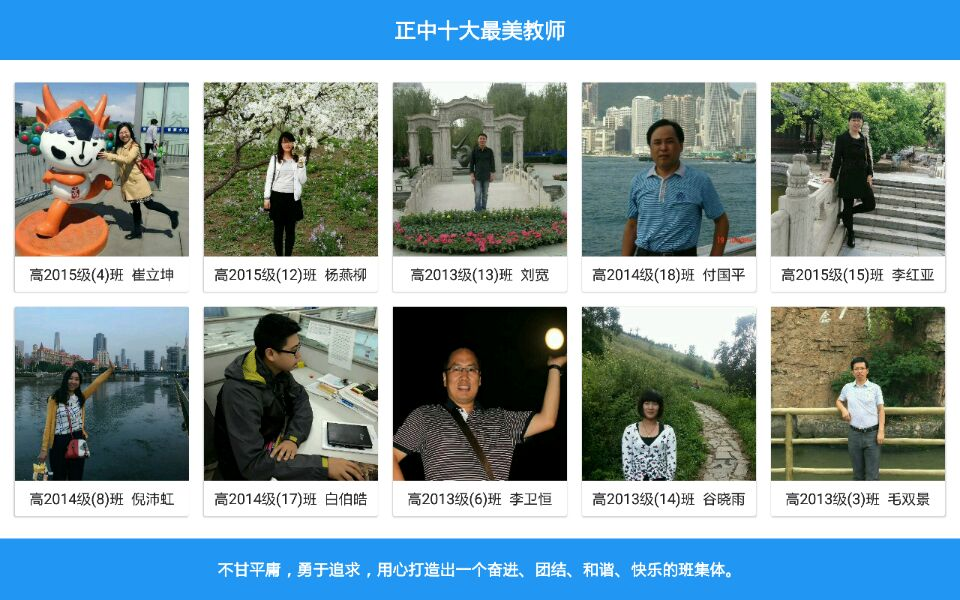 正中十大最美教师
高2015级(4)班 崔立坤
高2015级(12)班 杨燕柳
高2013级(13)班 刘宽
高2014级(18)班 付国平
高2015级(15)班 李红亚
高2014级(8)班 倪沛虹
高2014级(17)班 白伯皓
高2013级(6)班 李卫恒
高2013级(14)班 谷晓雨
高2013级(3)班 毛双景
不甘平庸，勇于追求，用心打造出一个奋进、团结、和谐、快乐的班集体。